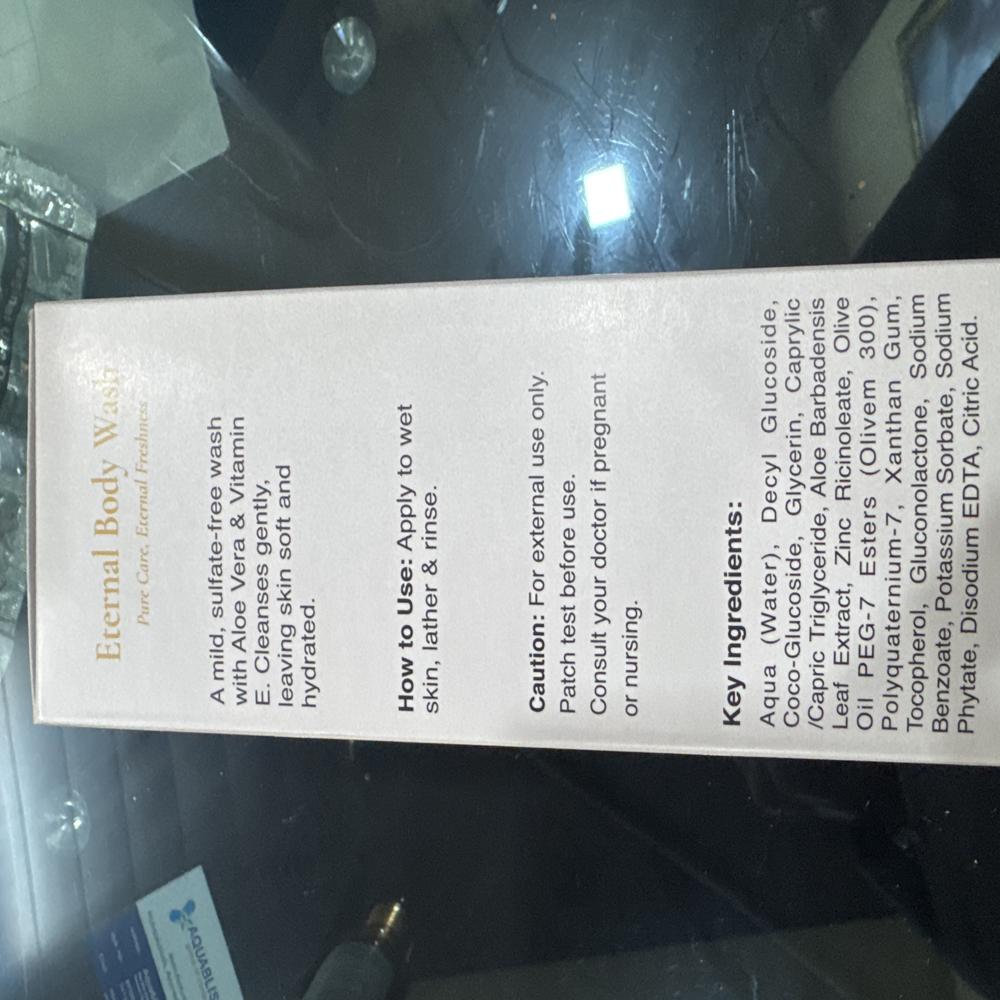 Eternal Body Wash
Pure Care, Eternal Freshness
A mild, sulfate-free wash
with Aloe Vera & Vitamin
E. Cleanses gently,
leaving skin soft and
hydrated.
How to Use: Apply to wet
skin, lather & rinse.
Caution: For external use only.
Patch test before use.
Consult your doctor if pregnant
or nursing.
Key Ingredients:
Aqua (Water), Decyl Glucoside,
Coco-Glucoside, Glycerin, Caprylic
/Capric Triglyceride, Aloe Barbadensis
Leaf Extract, Zinc Ricinoleate, Olive
Oil PEG-7 Esters (Olivem 300),
Polyquaternium-7, Xanthan Gum,
Tocopherol, Gluconolactone, Sodium
Benzoate, Potassium Sorbate, Sodium
Phytate, Disodium EDTA, Citric Acid.